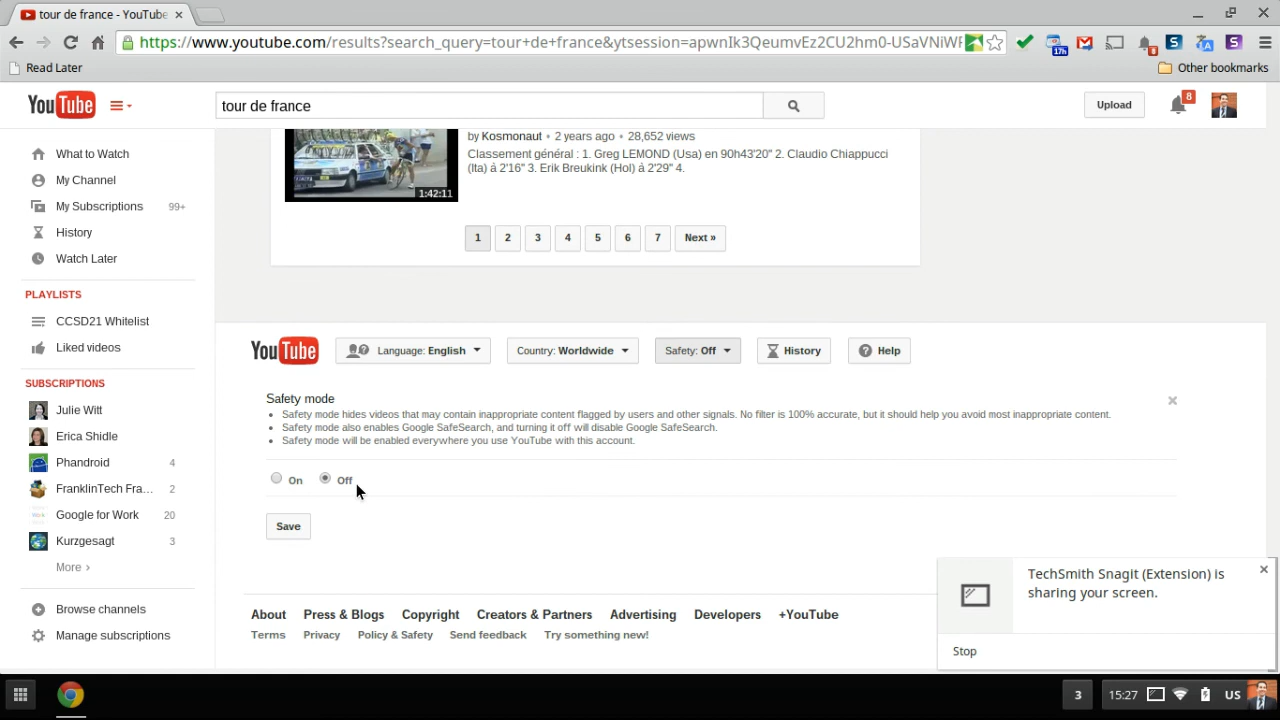 tour de france - YouTube
https://www.youtube.com/results?search_query=tour+de+france&ytsession=apwnIk3QeumvEz2CU2hm0-USaVNiWF
17h
8
S
S
Read Later
Other bookmarks
YouTube
tour de france
Upload
8
by Kosmonaut • 2 years ago • 28,652 views
Classement général : 1. Greg LEMOND (Usa) en 90h43'20" 2. Claudio Chiappucci
(Ita) à 2'16" 3. Erik Breukink (Hol) à 2'29" 4.
1:42:11
1 2 3 4 5 6 7 Next »
What to Watch
My Channel
My Subscriptions 99+
History
Watch Later
PLAYLISTS
CCSD21 Whitelist
Liked videos
SUBSCRIPTIONS
Julie Witt
Erica Shidle
Phandroid 4
FranklinTech Fra... 2
Google for Work 20
Kurzgesagt 3
More ›
Browse channels
Manage subscriptions
YouTube
Language: English
Country: Worldwide
Safety: Off
History
Help
Safety mode
• Safety mode hides videos that may contain inappropriate content flagged by users and other signals. No filter is 100% accurate, but it should help you avoid most inappropriate content.
• Safety mode also enables Google SafeSearch, and turning it off will disable Google SafeSearch.
• Safety mode will be enabled everywhere you use YouTube with this account.
On Off
Save
About Press & Blogs Copyright Creators & Partners Advertising Developers +YouTube
Terms Privacy Policy & Safety Send feedback Try something new!
TechSmith Snagit (Extension) is
sharing your screen.
Stop
3
15:27
US